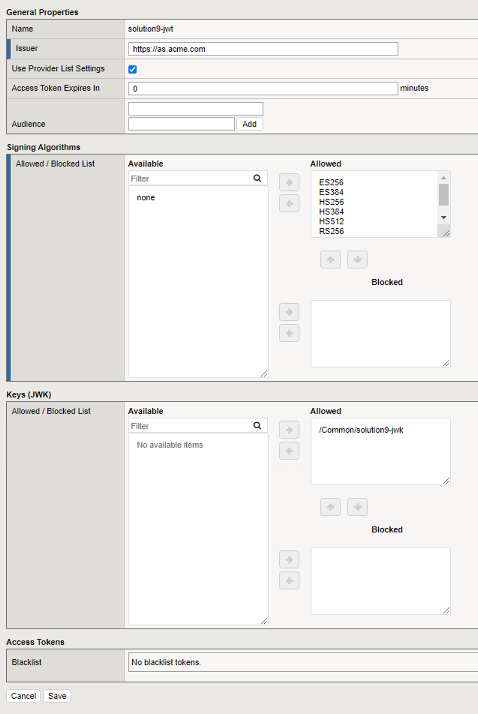 General Properties
Name solution9-jwt
Issuer https://as.acme.com
Use Provider List Settings
Access Token Expires In 0 minutes
Audience Add
Signing Algorithms
Allowed / Blocked List Available Allowed
Filter
none
ES256
ES384
HS256
HS384
HS512
RS256
Blocked
Keys (JWK)
Allowed / Blocked List Available Allowed
Filter
No available items
/Common/solution9-jwk
Blocked
Access Tokens
Blacklist No blacklist tokens.
Cancel Save